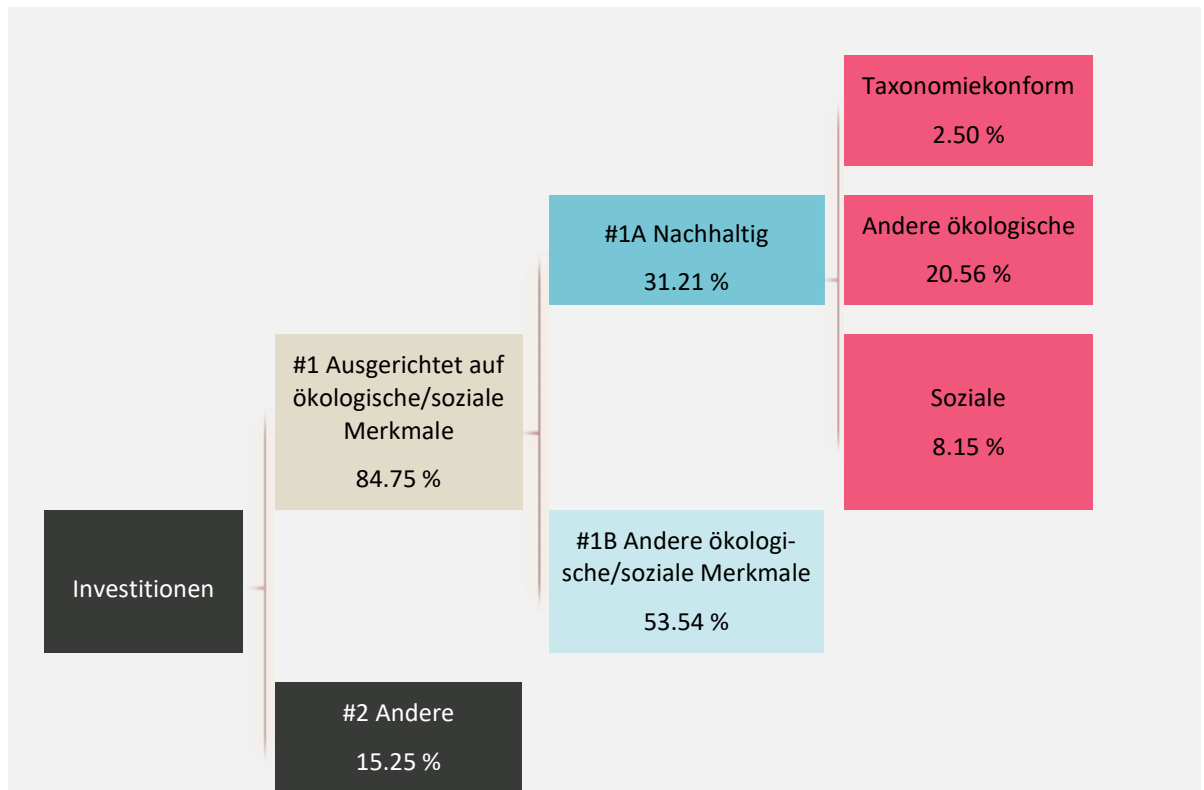 Taxonomiekonform
2.50 %
#1A Nachhaltig
31.21 %
Andere ökologische
20.56 %
#1 Ausgerichtet auf
ökologische/soziale
Merkmale
84.75 %
Soziale
8.15 %
Investitionen
#1B Andere ökologi-
sche/soziale Merkmale
53.54 %
#2 Andere
15.25 %